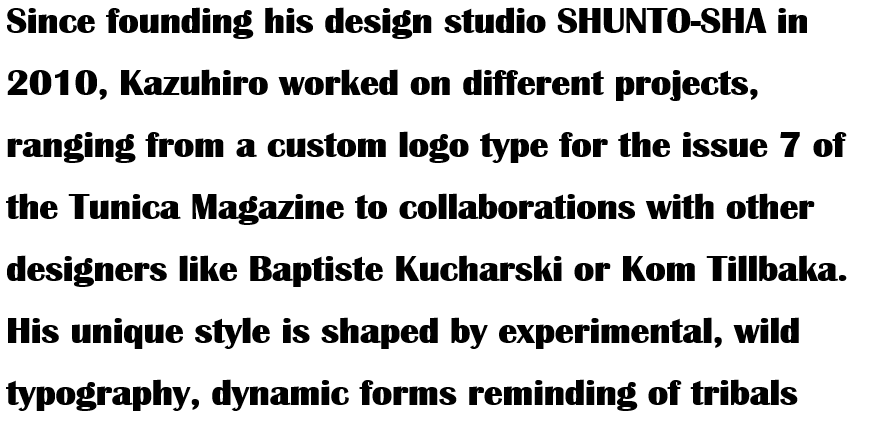 Since founding his design studio SHUNTO-SHA in
2010, Kazuhiro worked on different projects,
ranging from a custom logo type for the issue 7 of
the Tunica Magazine to collaborations with other
designers like Baptiste Kucharski or Kom Tillbaka.
His unique style is shaped by experimental, wild
typography, dynamic forms reminding of tribals